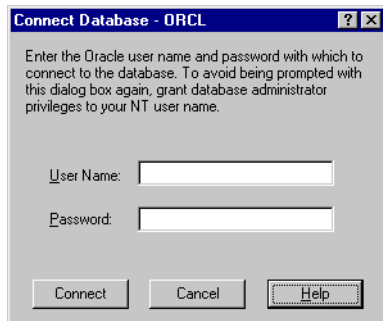 Connect Database - ORCL
Enter the Oracle user name and password with which to
connect to the database. To avoid being prompted with
this dialog box again, grant database administrator
privileges to your NT user name.
User Name:
Password:
Connect Cancel Help